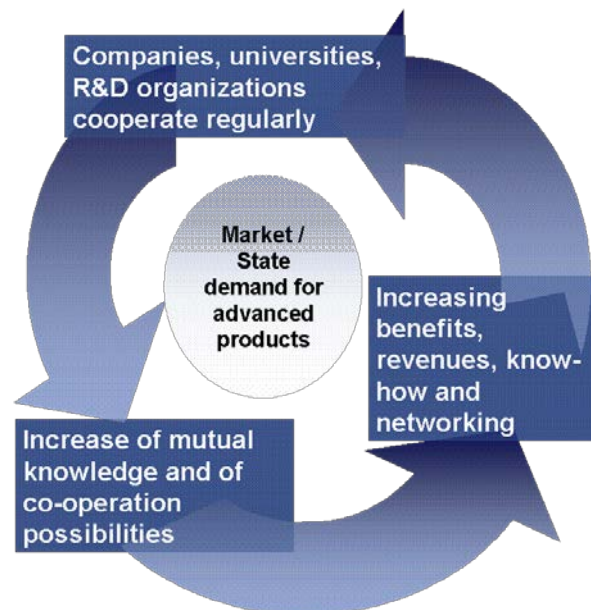 Companies, universities,
R&D organizations
cooperate regularly
Market /
State
demand for
advanced
products
Increasing
benefits,
revenues, know-
how and
networking
Increase of mutual
knowledge and of
co-operation
possibilities